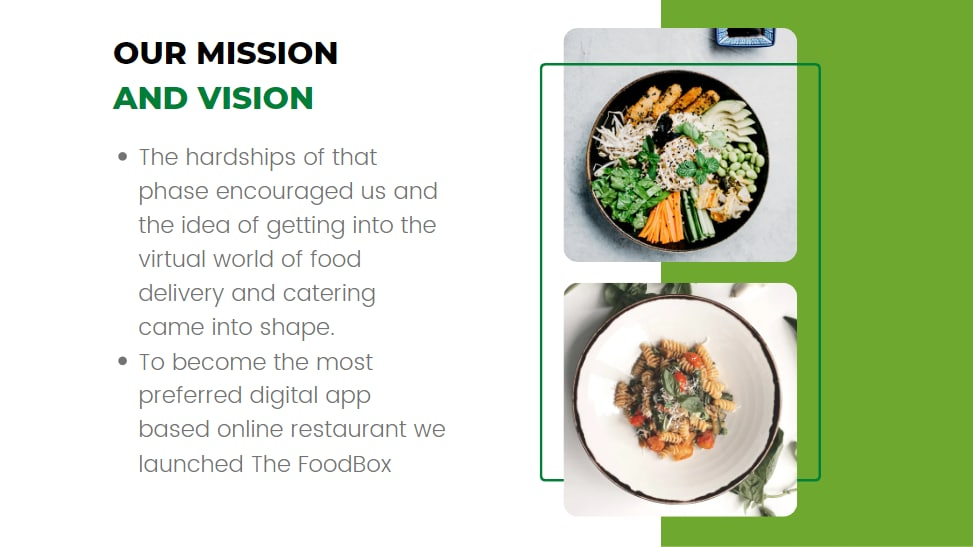 OUR MISSION
AND VISION
• The hardships of that
phase encouraged us and
the idea of getting into the
virtual world of food
delivery and catering
came into shape.
• To become the most
preferred digital app
based online restaurant we
launched The FoodBox